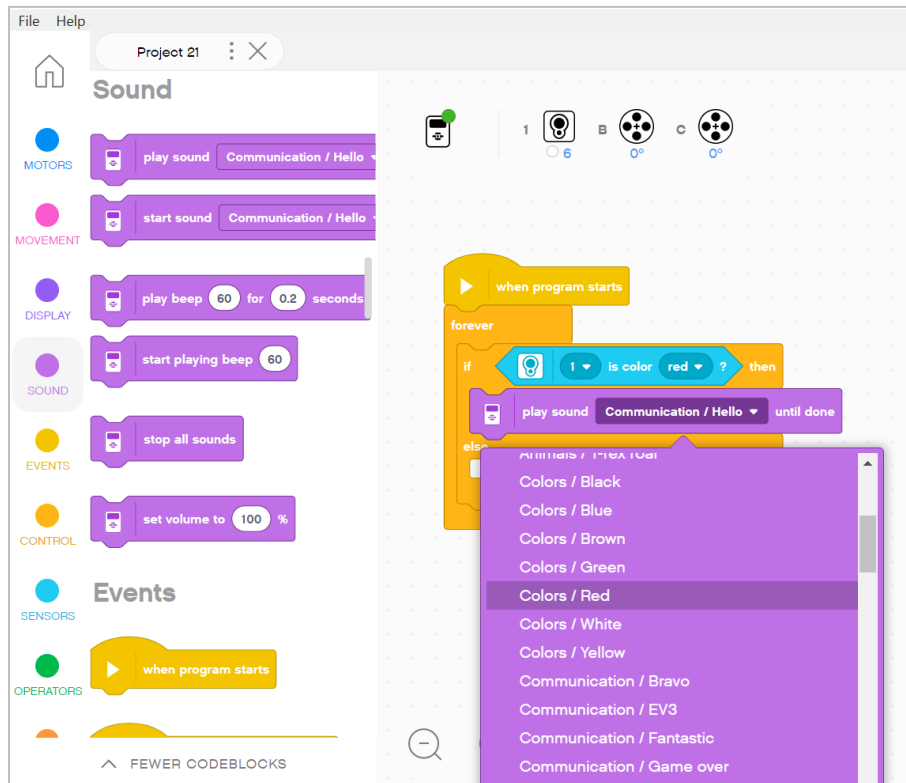 File Help
Project 21
MOTORS
MOVEMENT
DISPLAY
SOUND
EVENTS
CONTROL
SENSORS
OPERATORS
Sound
play sound Communication / Hello
start sound Communication / Hello
play beep 60 for 0.2 seconds
start playing beep 60
stop all sounds
set volume to 100 %
Events
when program starts
FEWER CODEBLOCKS
1 B C
6 0° 0°
when program starts
forever
if 1 is color red ? then
play sound Communication / Hello until done
else
Animals / T-rex roar
Colors / Black
Colors / Blue
Colors / Brown
Colors / Green
Colors / Red
Colors / White
Colors / Yellow
Communication / Bravo
Communication / EV3
Communication / Fantastic
Communication / Game over